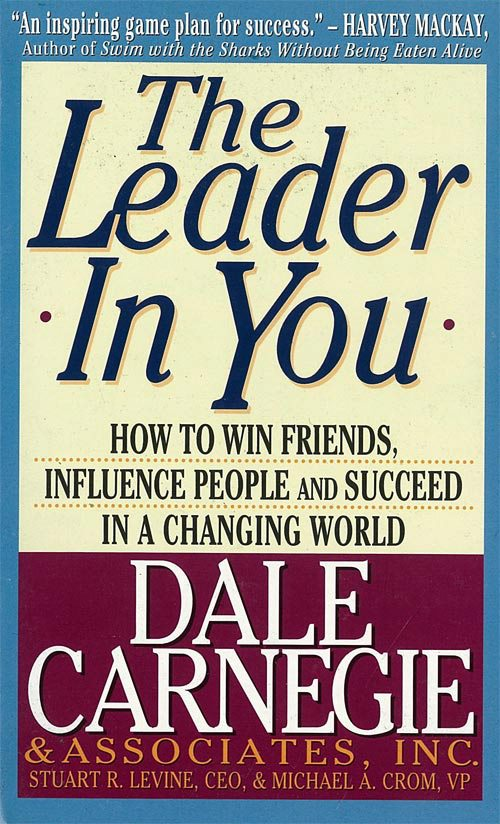 "An inspiring game plan for success." – HARVEY MACKAY,
Author of Swim with the Sharks Without Being Eaten Alive
The
Leader
· In You ·
HOW TO WIN FRIENDS,
INFLUENCE PEOPLE AND SUCCEED
IN A CHANGING WORLD
DALE
CARNEGIE
& ASSOCIATES, INC.
STUART R. LEVINE, CEO, & MICHAEL A. CROM, VP